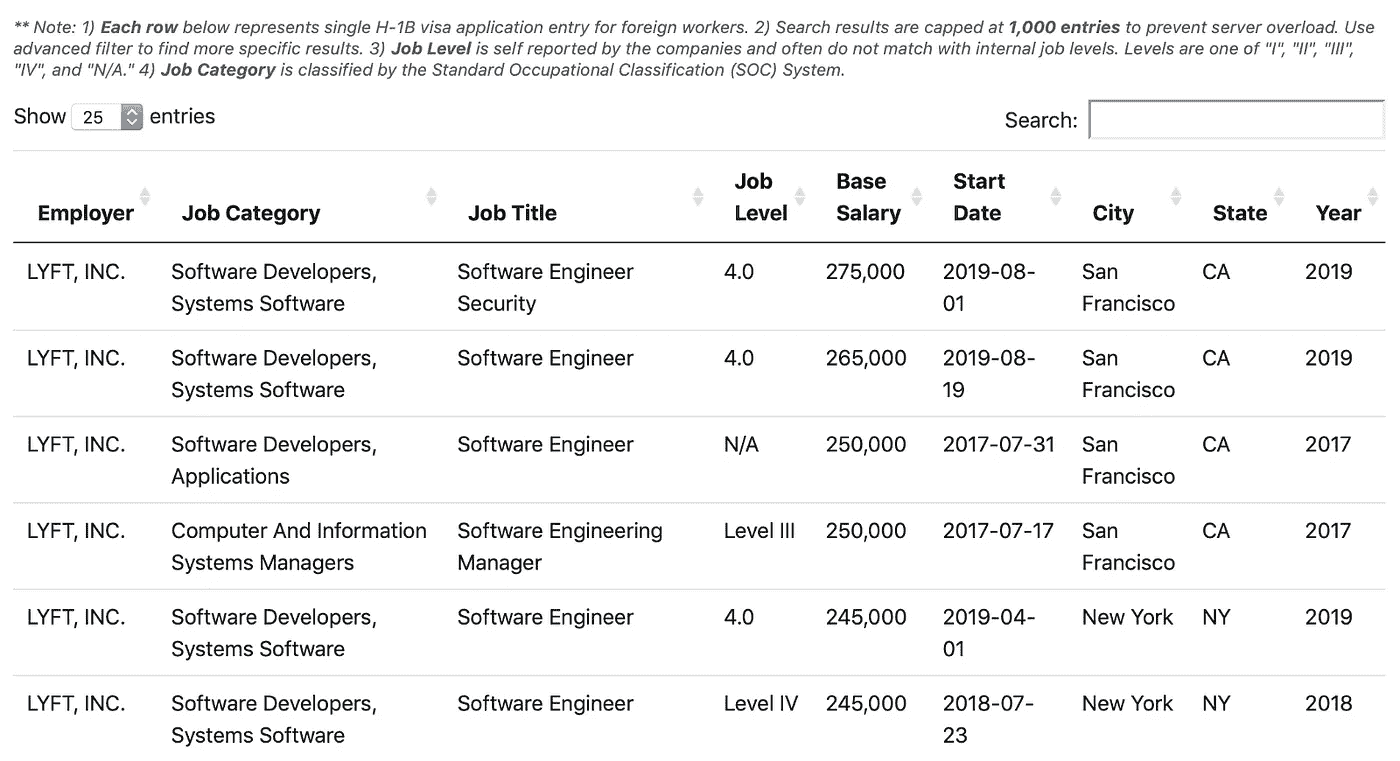 ** Note: 1) Each row below represents single H-1B visa application entry for foreign workers. 2) Search results are capped at 1,000 entries to prevent server overload. Use
advanced filter to find more specific results. 3) Job Level is self reported by the companies and often do not match with internal job levels. Levels are one of "I", "II", "III",
"IV", and "N/A." 4) Job Category is classified by the Standard Occupational Classification (SOC) System.
Show 25 entries Search:
Job Base Start
Employer Job Category Job Title Level Salary Date City State Year
LYFT, INC. Software Developers, Software Engineer 4.0 275,000 2019-08- San CA 2019
Systems Software Security 01 Francisco
LYFT, INC. Software Developers, Software Engineer 4.0 265,000 2019-08- San CA 2019
Systems Software 19 Francisco
LYFT, INC. Software Developers, Software Engineer N/A 250,000 2017-07-31 San CA 2017
Applications Francisco
LYFT, INC. Computer And Information Software Engineering Level III 250,000 2017-07-17 San CA 2017
Systems Managers Manager Francisco
LYFT, INC. Software Developers, Software Engineer 4.0 245,000 2019-04- New York NY 2019
Systems Software 01
LYFT, INC. Software Developers, Software Engineer Level IV 245,000 2018-07- New York NY 2018
Systems Software 23